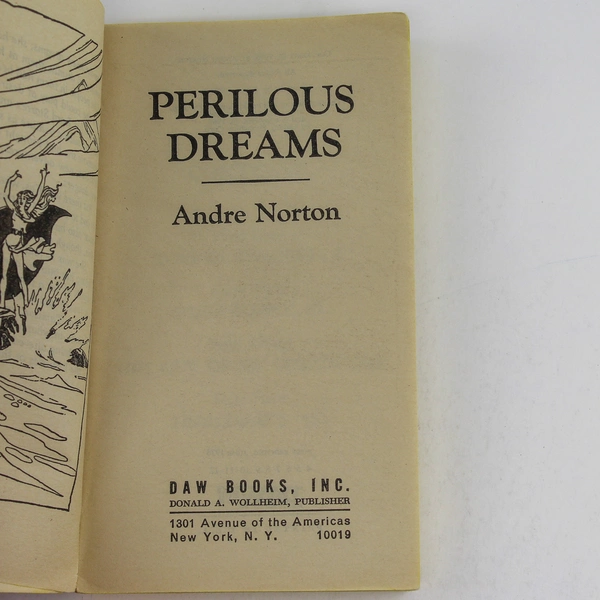 PERILOUS
DREAMS
Andre Norton
DAW BOOKS, INC.
DONALD A. WOLLHEIM, PUBLISHER
1301 Avenue of the Americas
New York, N. Y. 10019